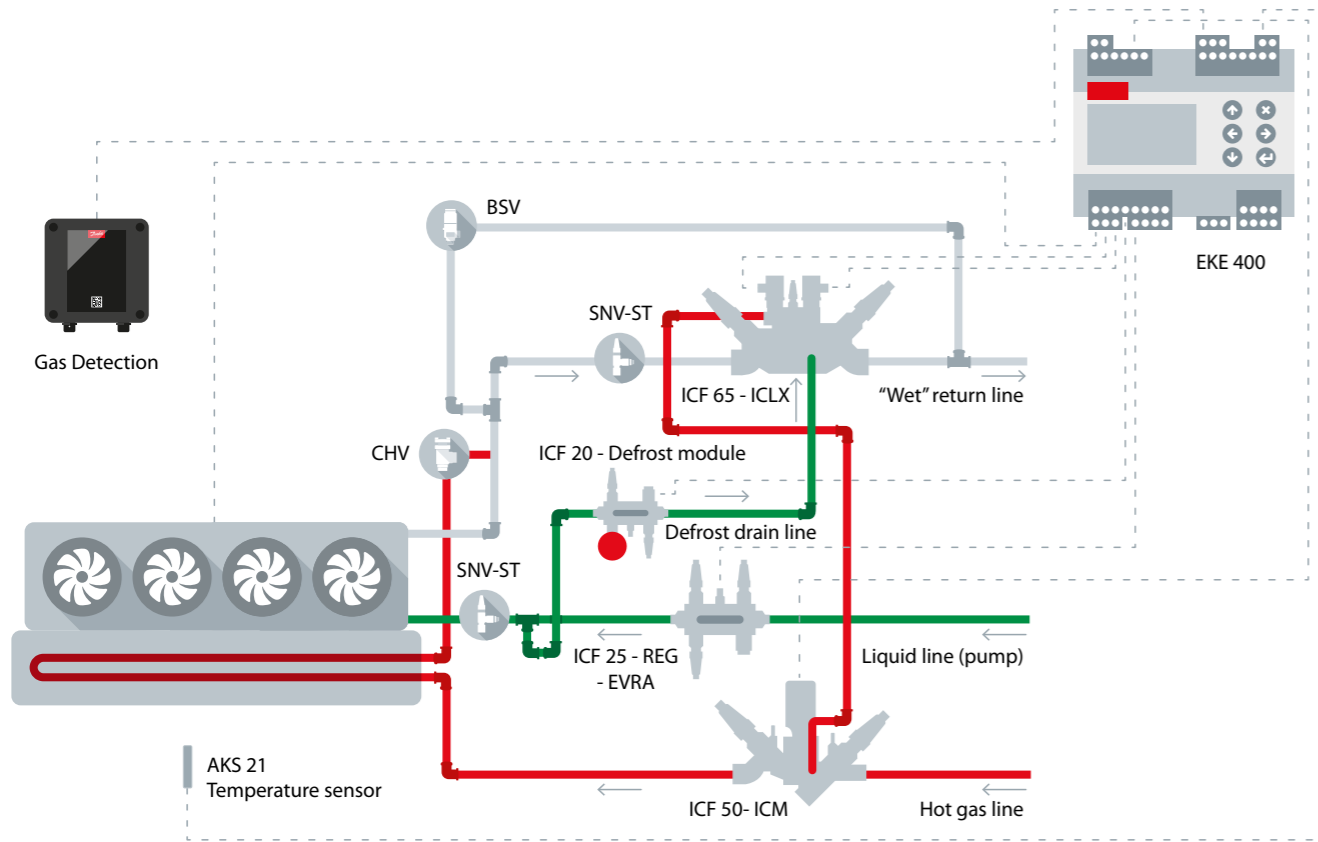 BSV
EKE 400
SNV-ST
Gas Detection
ICF 65 - ICLX
“Wet” return line
CHV
ICF 20 - Defrost module
Defrost drain line
SNV-ST
ICF 25 - REG
- EVRA
Liquid line (pump)
AKS 21
Temperature sensor
ICF 50- ICM
Hot gas line